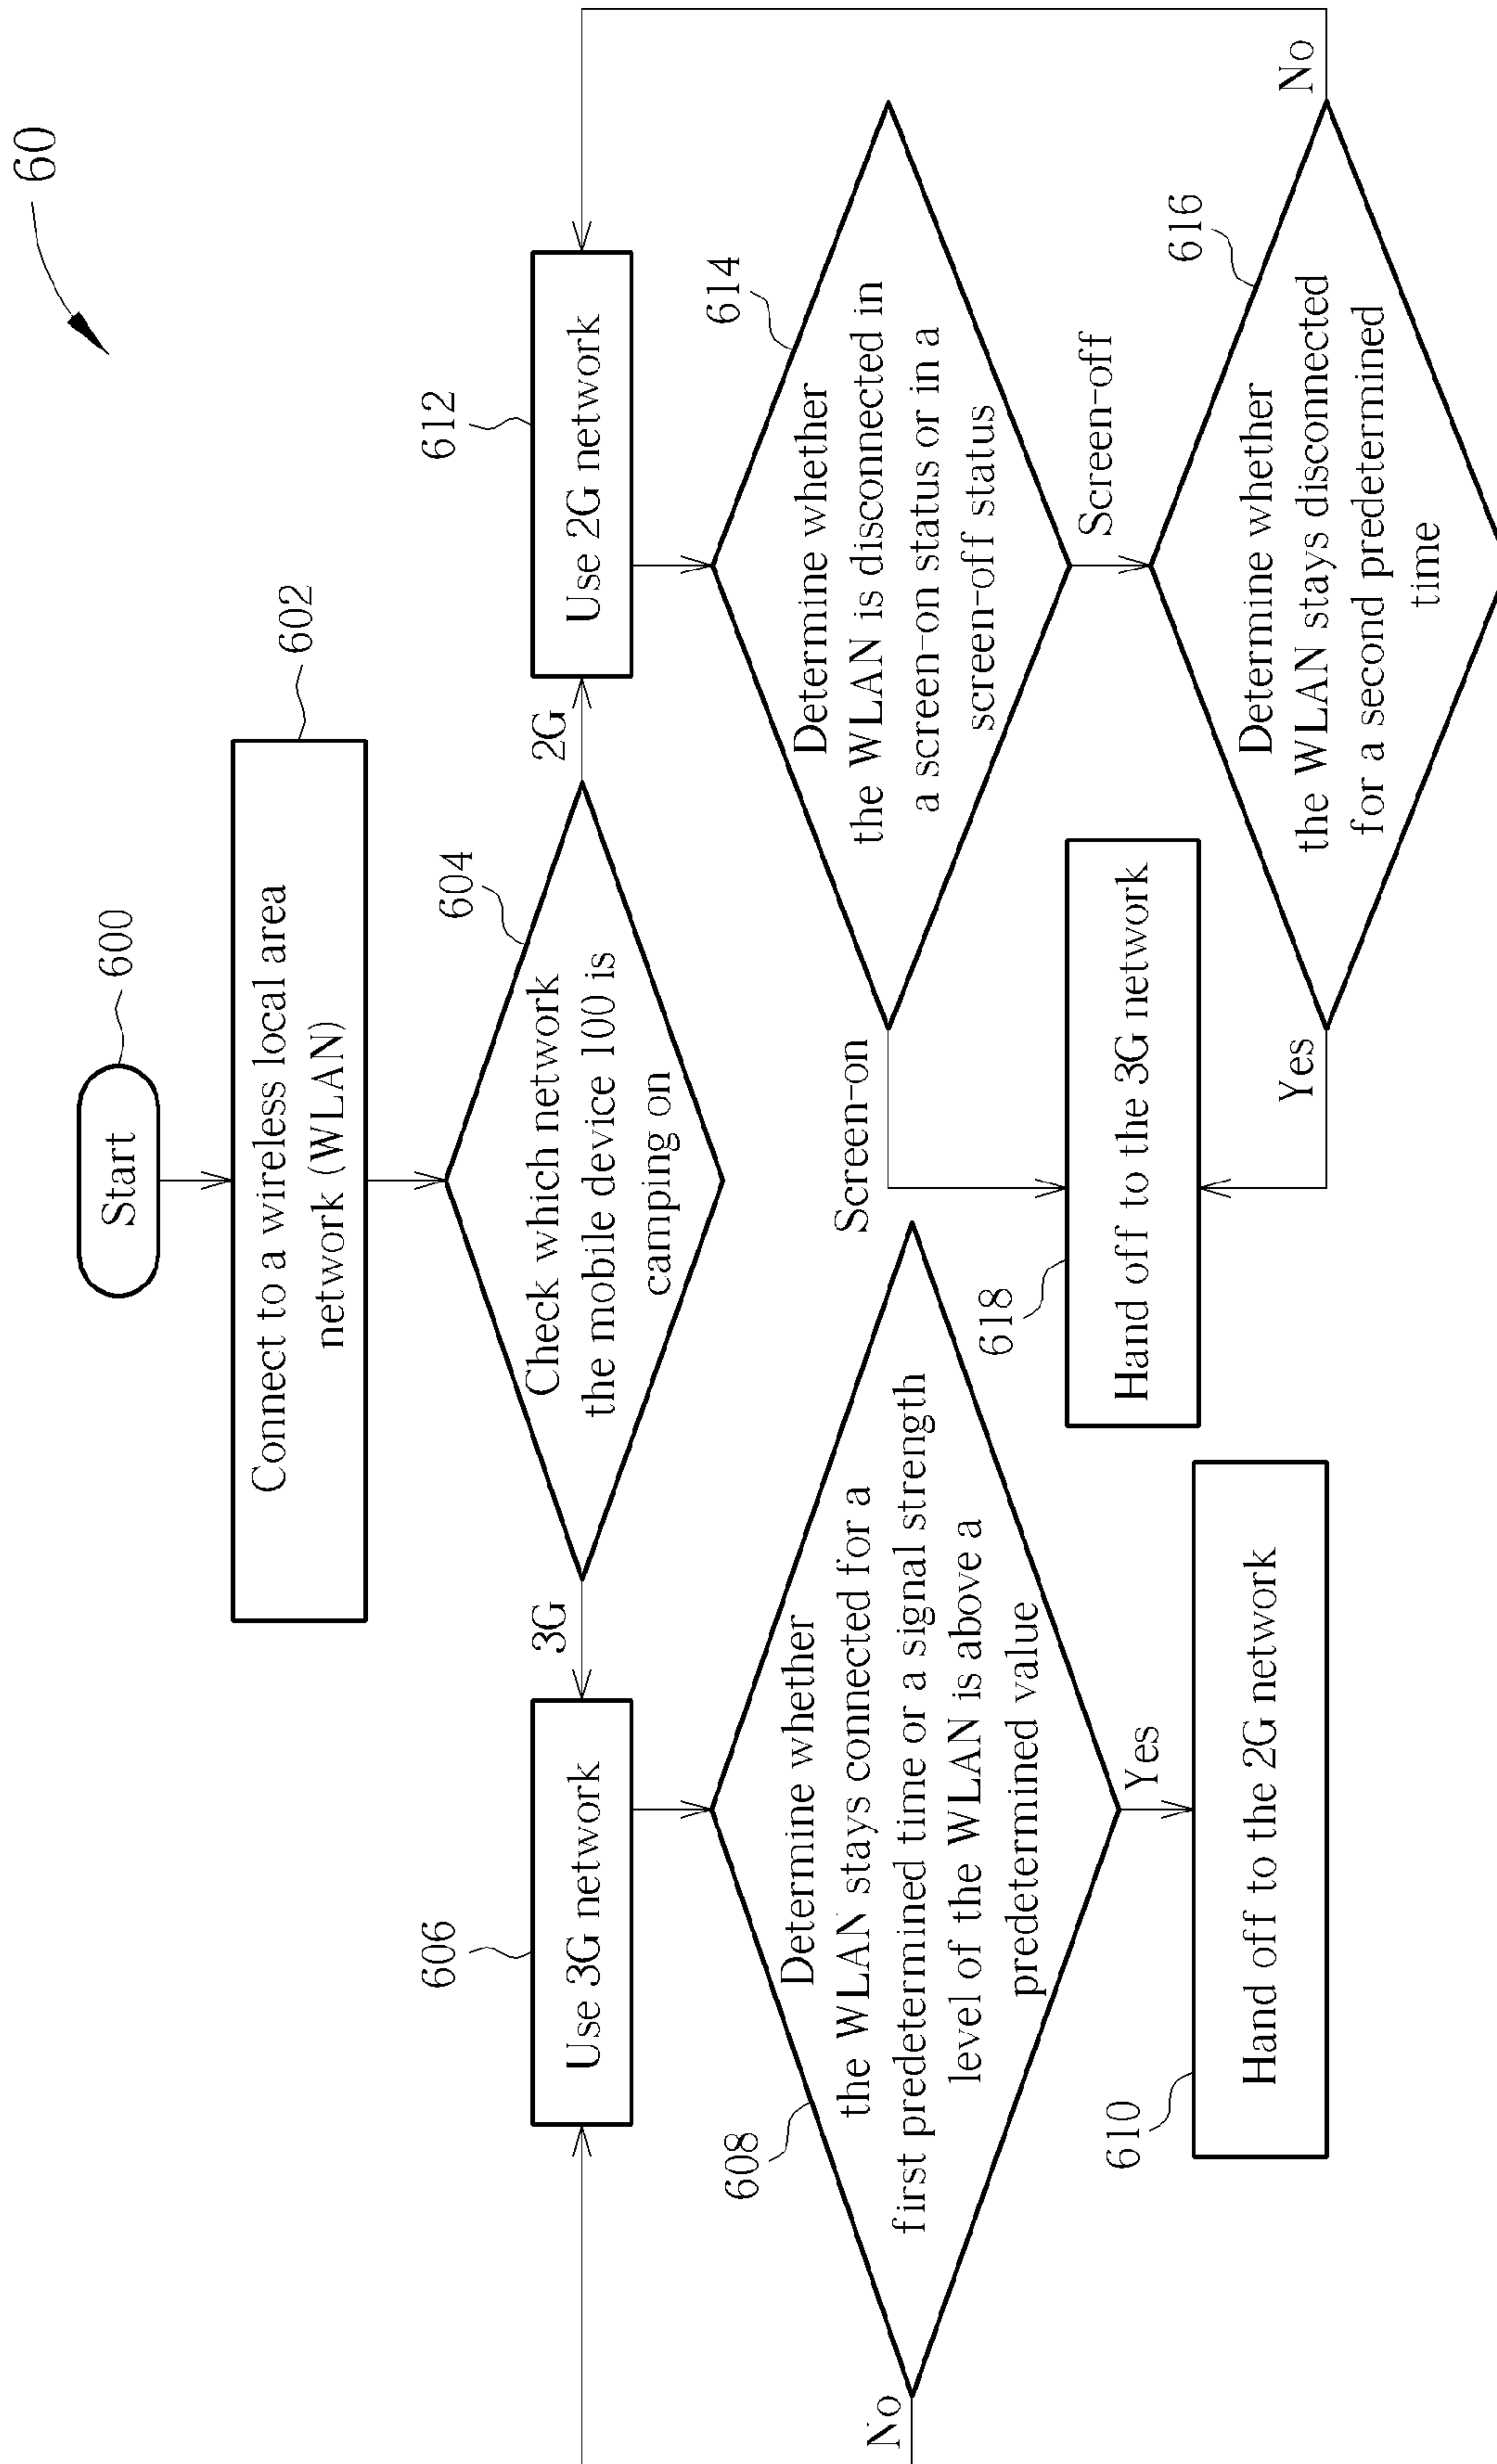 60
Start
600
Connect to a wireless local area
network (WLAN)
602
Check which network
the mobile device 100 is
camping on
604
3G
2G
Use 3G network
606
Use 2G network
612
Determine whether
the WLAN stays connected for a
first predetermined time or a signal strength
level of the WLAN is above a
predetermined value
608
No
Yes
Hand off to the 2G network
610
Determine whether
the WLAN is disconnected in
a screen-on status or in a
screen-off status
614
Screen-on
Screen-off
Hand off to the 3G network
618
Determine whether
the WLAN stays disconnected
for a second predetermined
time
616
Yes
No